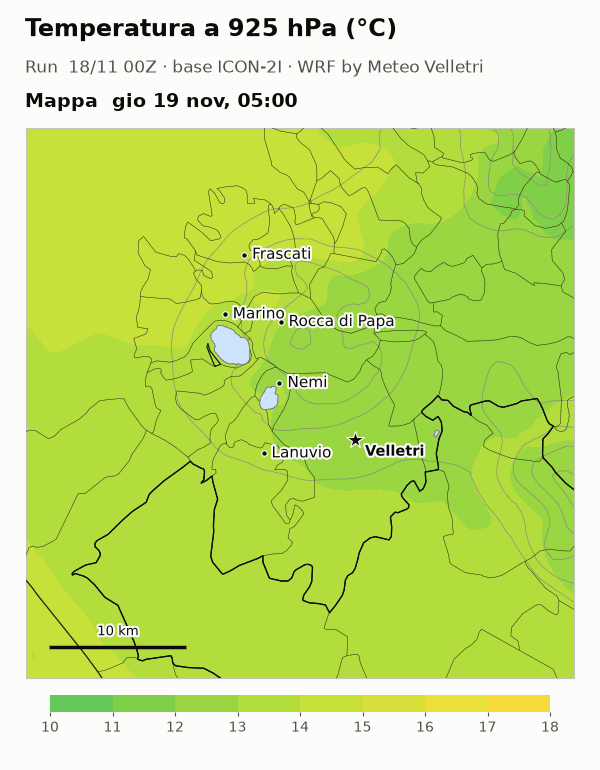 Temperatura a 925 hPa (°C)
Run  18/11 00Z · base ICON-2I · WRF by Meteo Velletri
Mappa  gio 19 nov, 05:00
Frascati
Marino
Rocca di Papa
Nemi
Velletri
Lanuvio
10 km
10 11 12 13 14 15 16 17 18